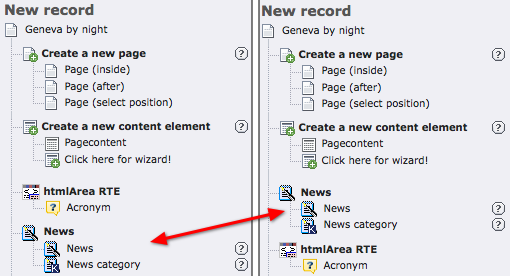 New record
Geneva by night
Create a new page
Page (inside)
Page (after)
Page (select position)
Create a new content element
Pagecontent
Click here for wizard!
htmlArea RTE
Acronym
News
News
News category
New record
Geneva by night
Create a new page
Page (inside)
Page (after)
Page (select position)
Create a new content element
Pagecontent
Click here for wizard!
News
News
News category
htmlArea RTE
Acronym